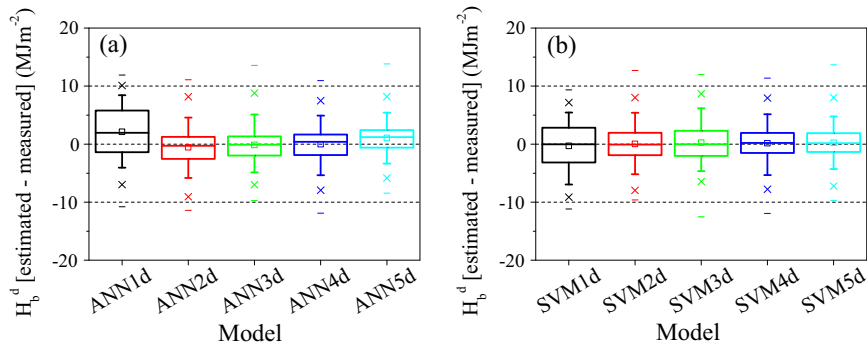 (a)
20
10
0
-10
-20
H_b^d [estimated - measured] (MJm^-2)
ANN1d
ANN2d
ANN3d
ANN4d
ANN5d
Model
(b)
20
10
0
-10
-20
H_b^d [estimated - measured] (MJm^-2)
SVM1d
SVM2d
SVM3d
SVM4d
SVM5d
Model